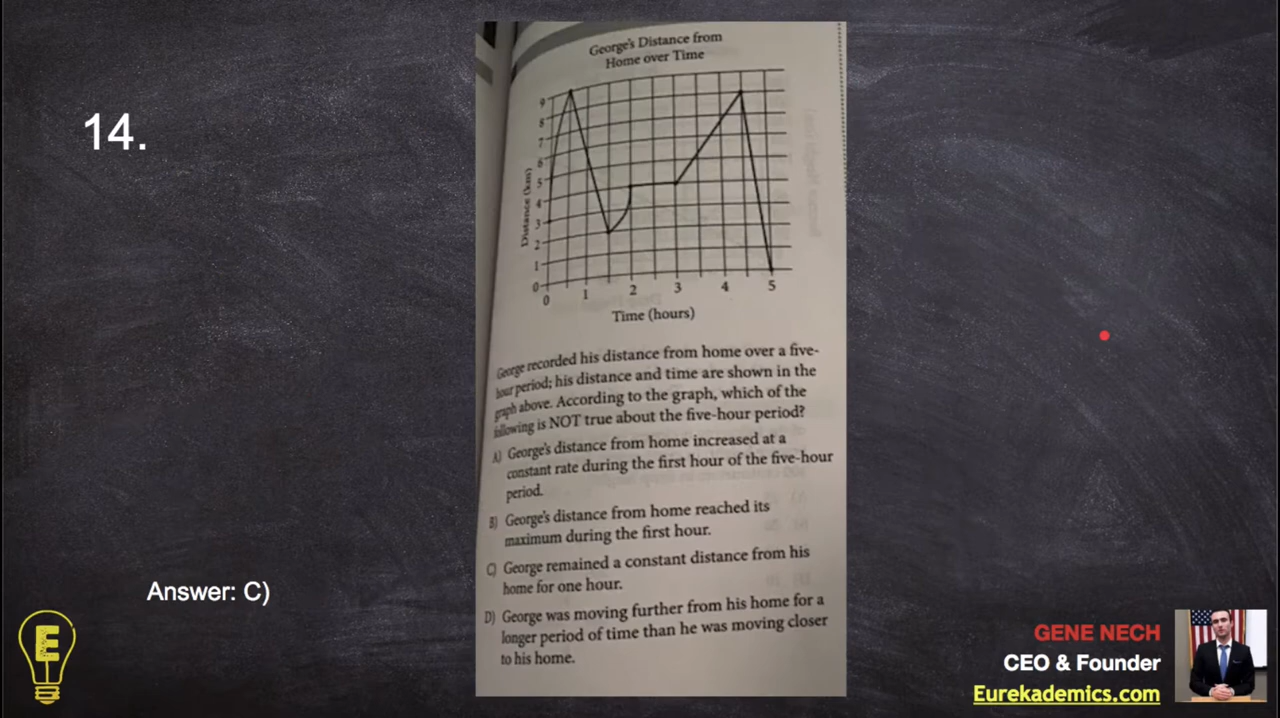 14.
George's Distance from
Home over Time
Distance (km)
9
8
7
6
5
4
3
2
1
0
0 1 2 3 4 5
Time (hours)
George recorded his distance from home over a five-
hour period; his distance and time are shown in the
graph above. According to the graph, which of the
following is NOT true about the five-hour period?
A) George's distance from home increased at a
constant rate during the first hour of the five-hour
period.
B) George's distance from home reached its
maximum during the first hour.
C) George remained a constant distance from his
home for one hour.
D) George was moving further from his home for a
longer period of time than he was moving closer
to his home.
Answer: C)
E
GENE NECH
CEO & Founder
Eurekademics.com